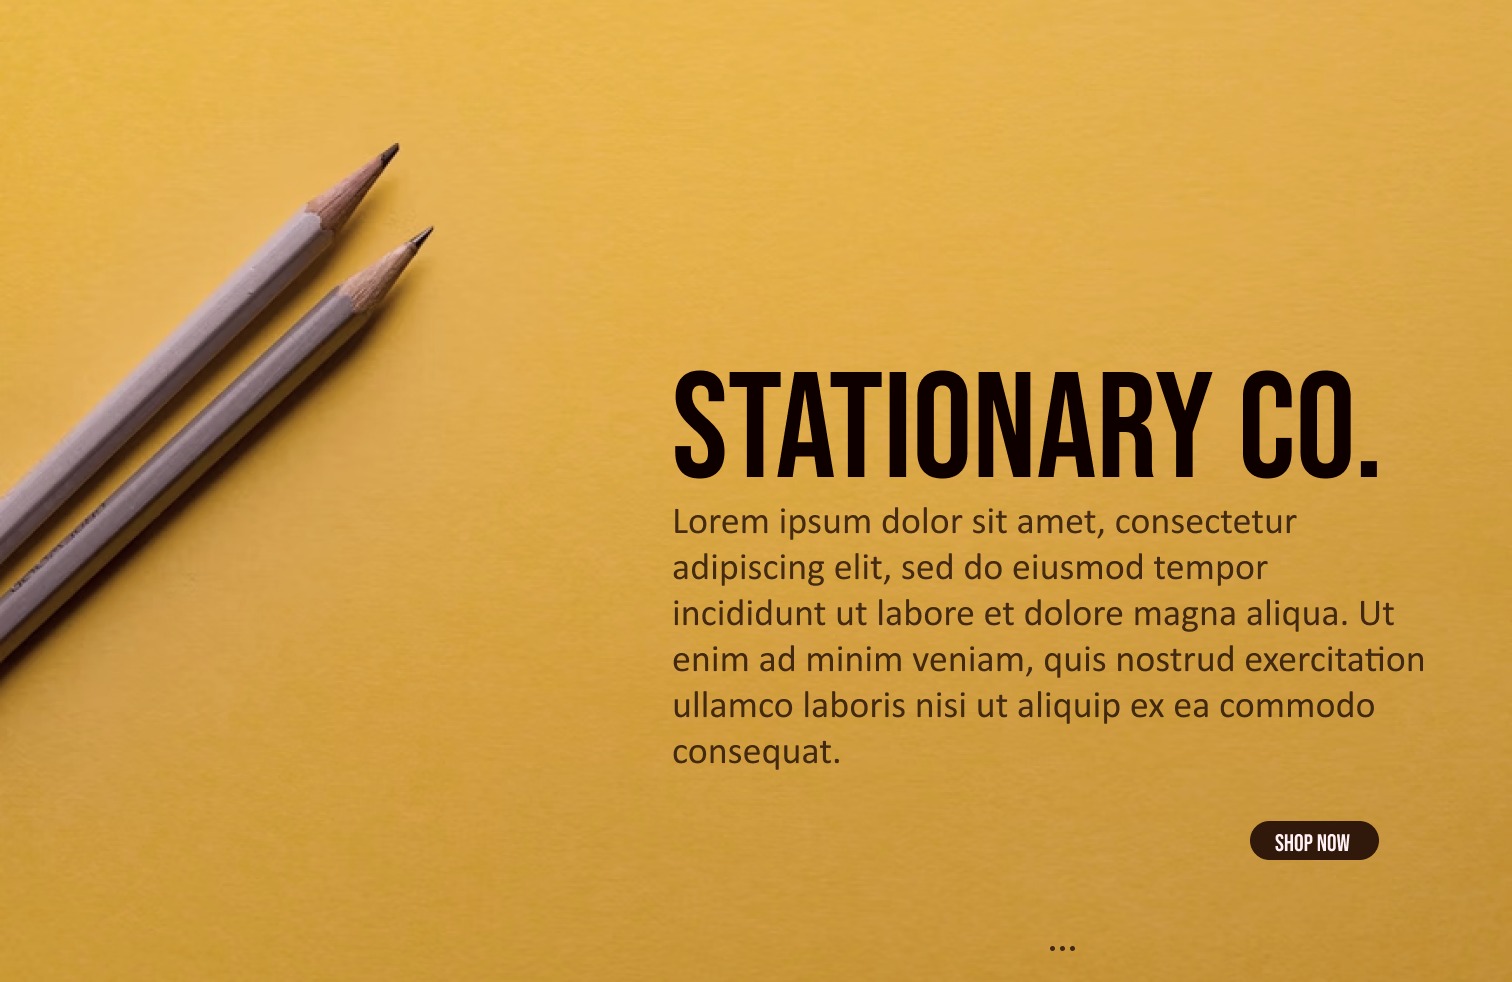 STATIONARY CO.
Lorem ipsum dolor sit amet, consectetur
adipiscing elit, sed do eiusmod tempor
incididunt ut labore et dolore magna aliqua. Ut
enim ad minim veniam, quis nostrud exercitation
ullamco laboris nisi ut aliquip ex ea commodo
consequat.
SHOP NOW
...